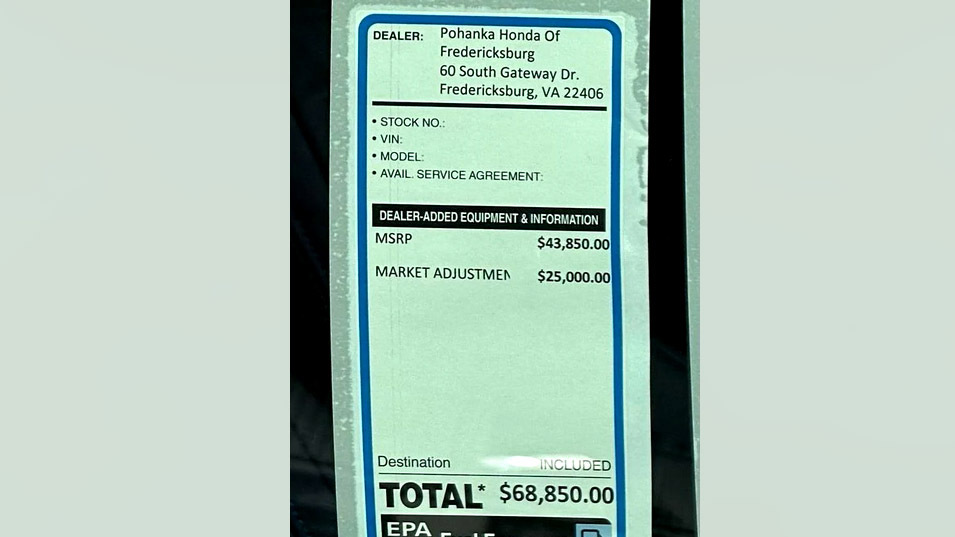 DEALER: Pohanka Honda Of
Fredericksburg
60 South Gateway Dr.
Fredericksburg, VA 22406
• STOCK NO.:
• VIN:
• MODEL:
• AVAIL. SERVICE AGREEMENT:
DEALER-ADDED EQUIPMENT & INFORMATION
MSRP $43,850.00
MARKET ADJUSTMEN $25,000.00
Destination INCLUDED
TOTAL* $68,850.00
EPA